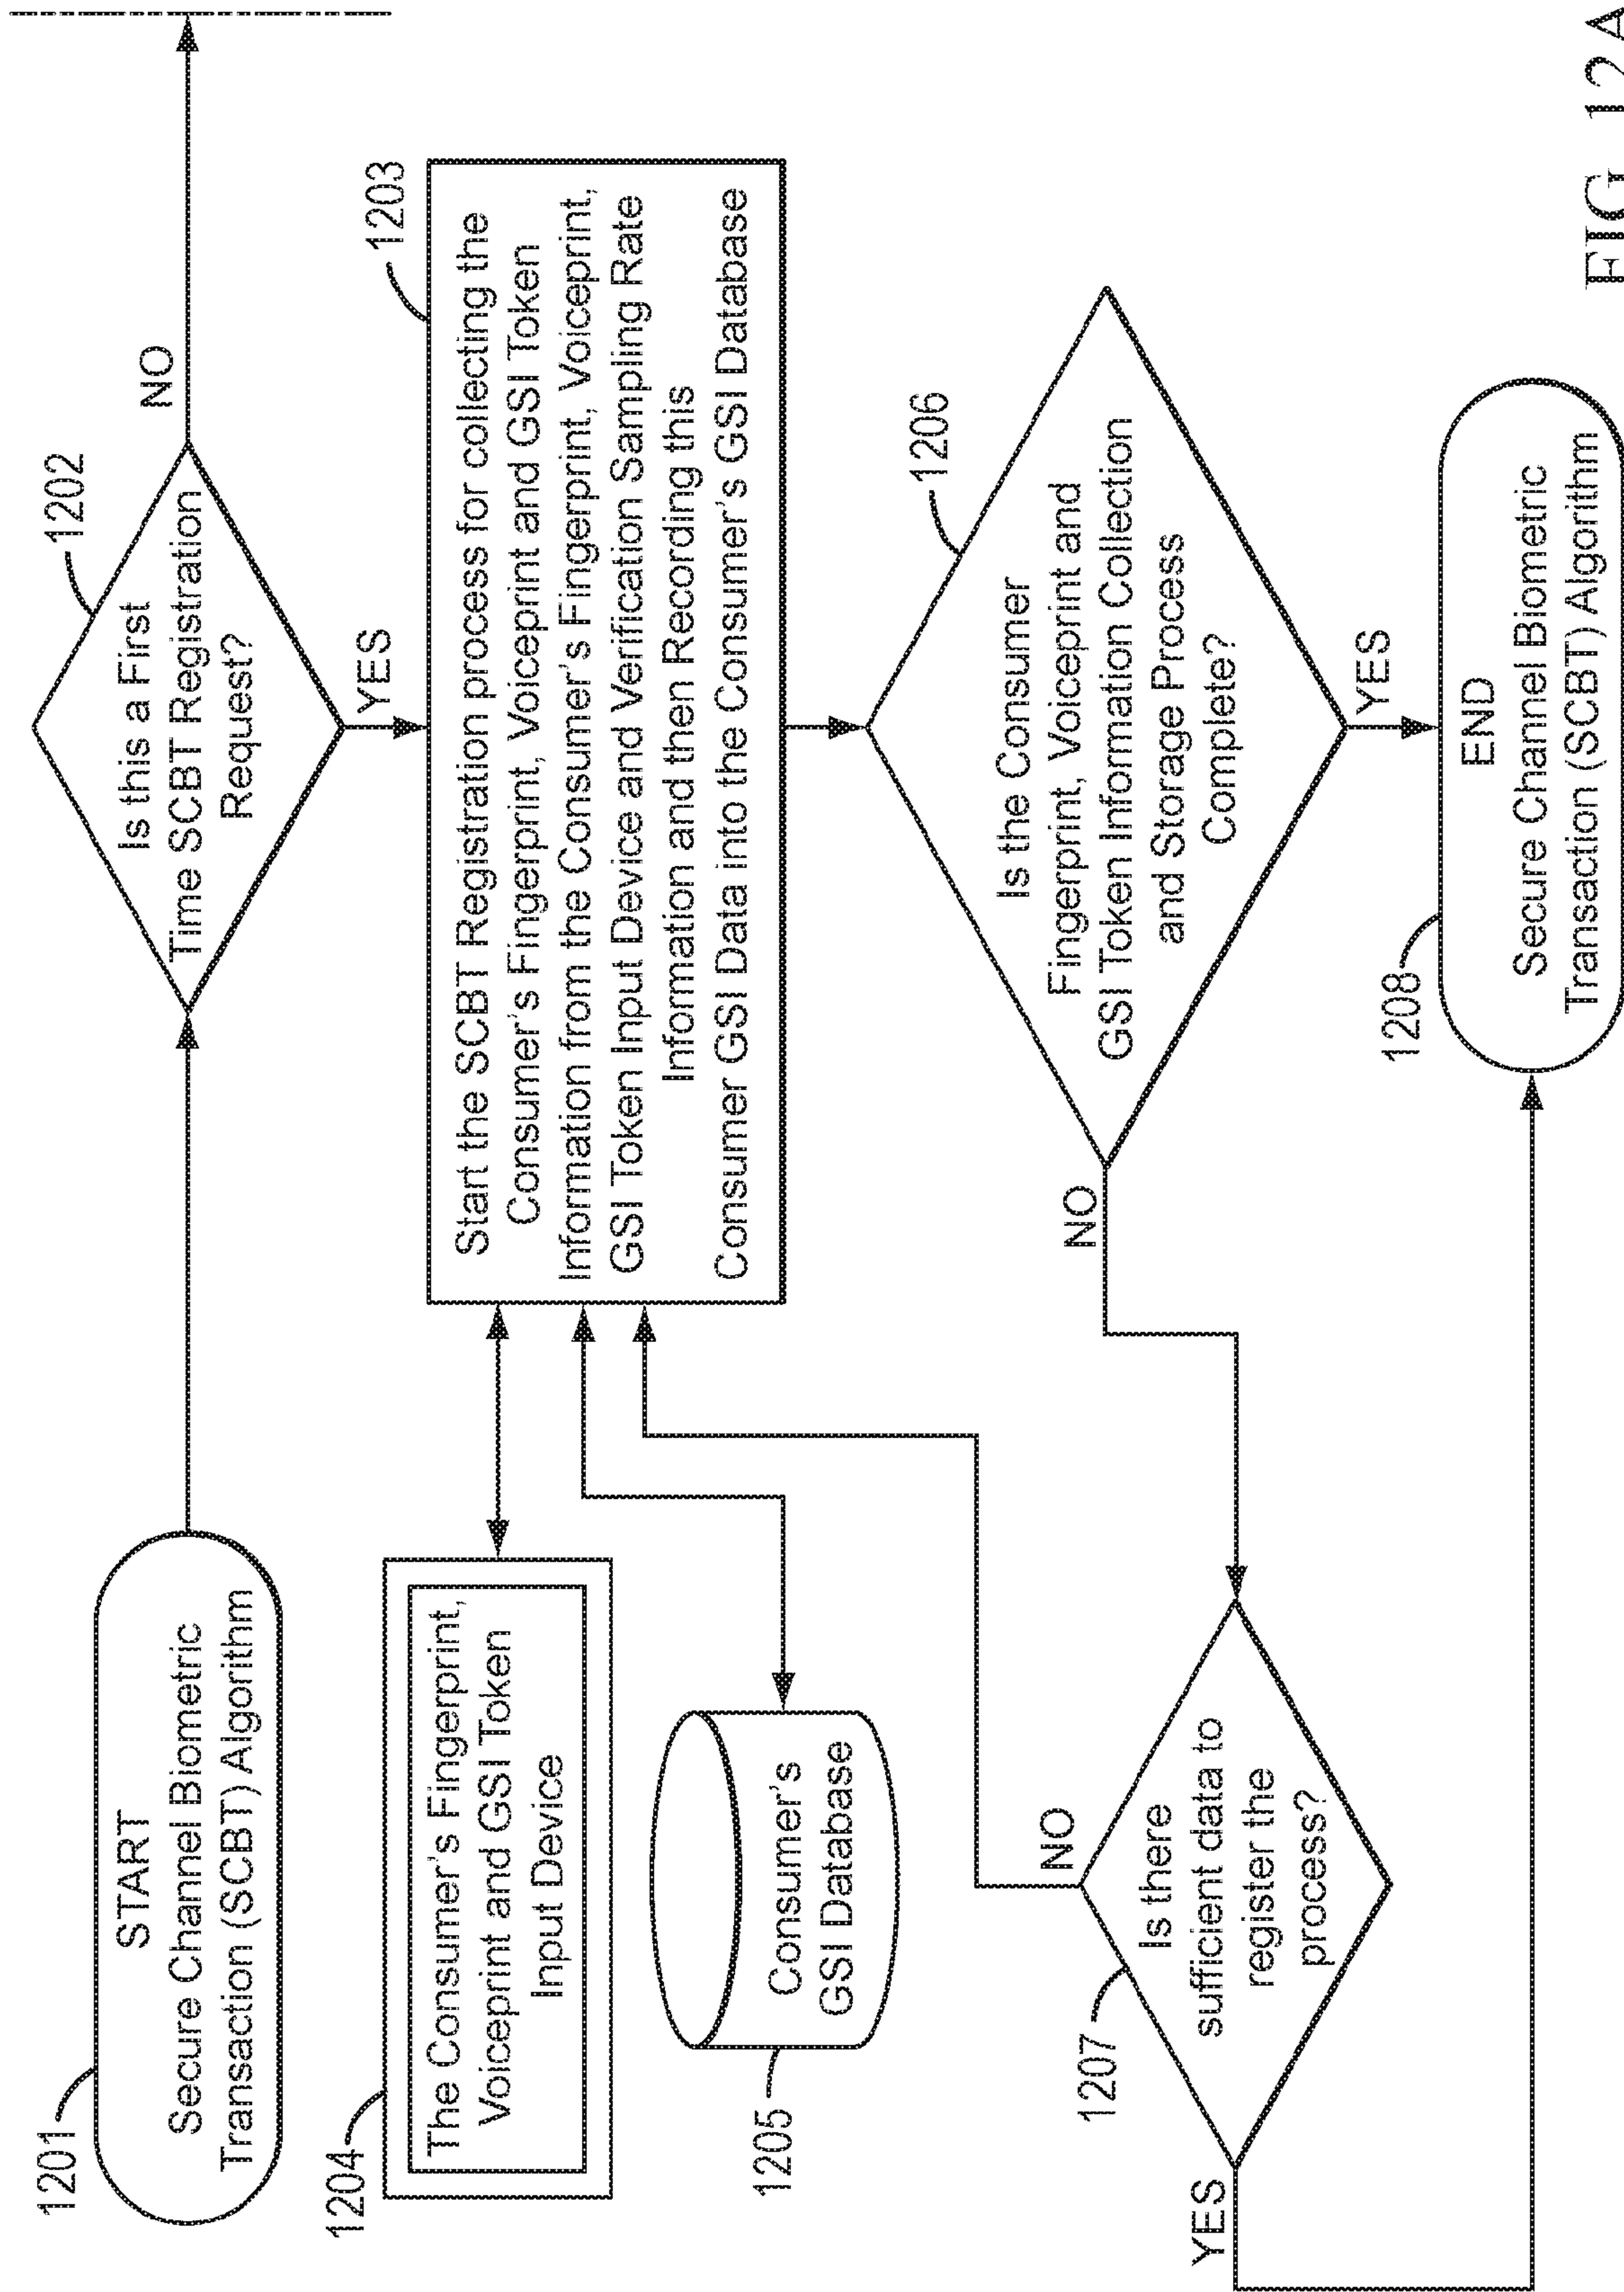 1201
START
Secure Channel Biometric
Transaction (SCBT) Algorithm
1202
Is this a First
Time SCBT Registration
Request?
NO
YES
1203
Start the SCBT Registration process for collecting the
Consumer's Fingerprint, Voiceprint and GSI Token
Information from the Consumer's Fingerprint, Voiceprint,
GSI Token Input Device and Verification Sampling Rate
Information and then Recording this
Consumer GSI Data into the Consumer's GSI Database
1204
The Consumer's Fingerprint,
Voiceprint and GSI Token
Input Device
1205
Consumer's
GSI Database
1206
Is the Consumer
Fingerprint, Voiceprint and
GSI Token Information Collection
and Storage Process
Complete?
NO
YES
1207
Is there
sufficient data to
register the
process?
NO
YES
1208
END
Secure Channel Biometric
Transaction (SCBT) Algorithm
FIG 12A